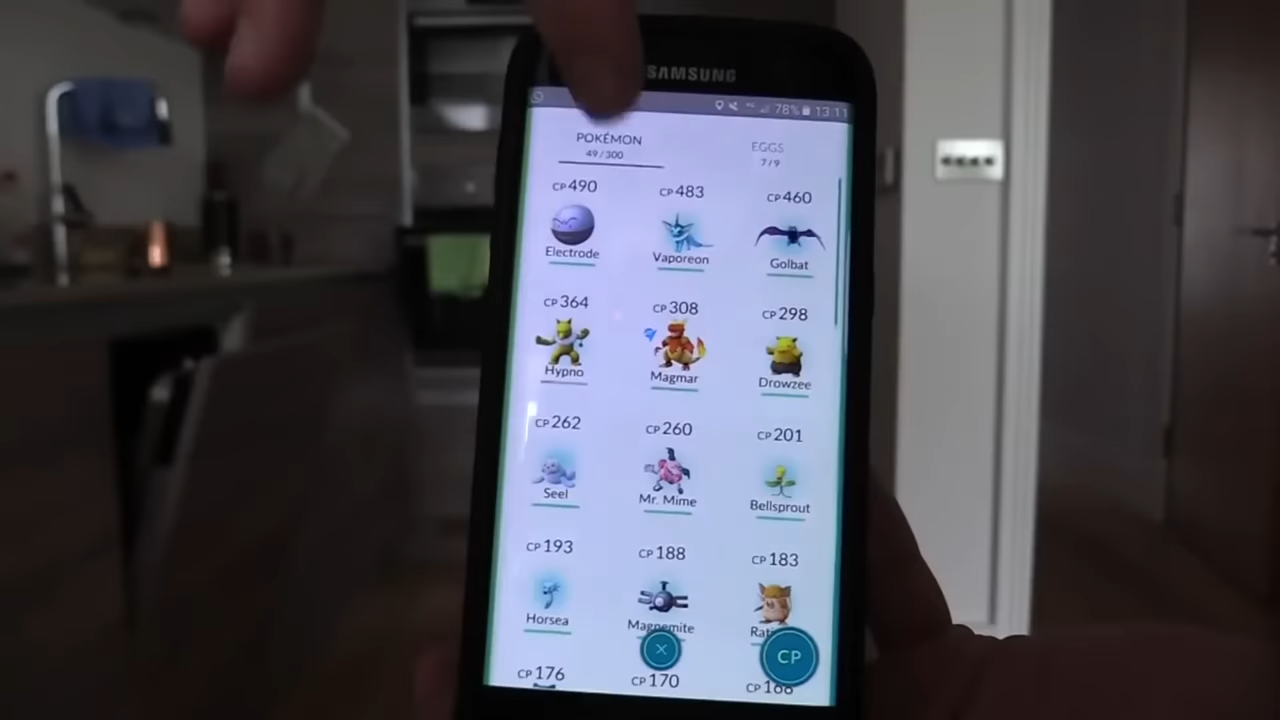 SAMSUNG
78% 13:11
POKÉMON EGGS
49/300 7/9
CP490 CP483 CP460
Electrode Vaporeon Golbat
CP364 CP308 CP298
Hypno Magmar Drowzee
CP262 CP260 CP201
Seel Mr. Mime Bellsprout
CP193 CP188 CP183
Horsea Magnemite
CP
CP176 CP170